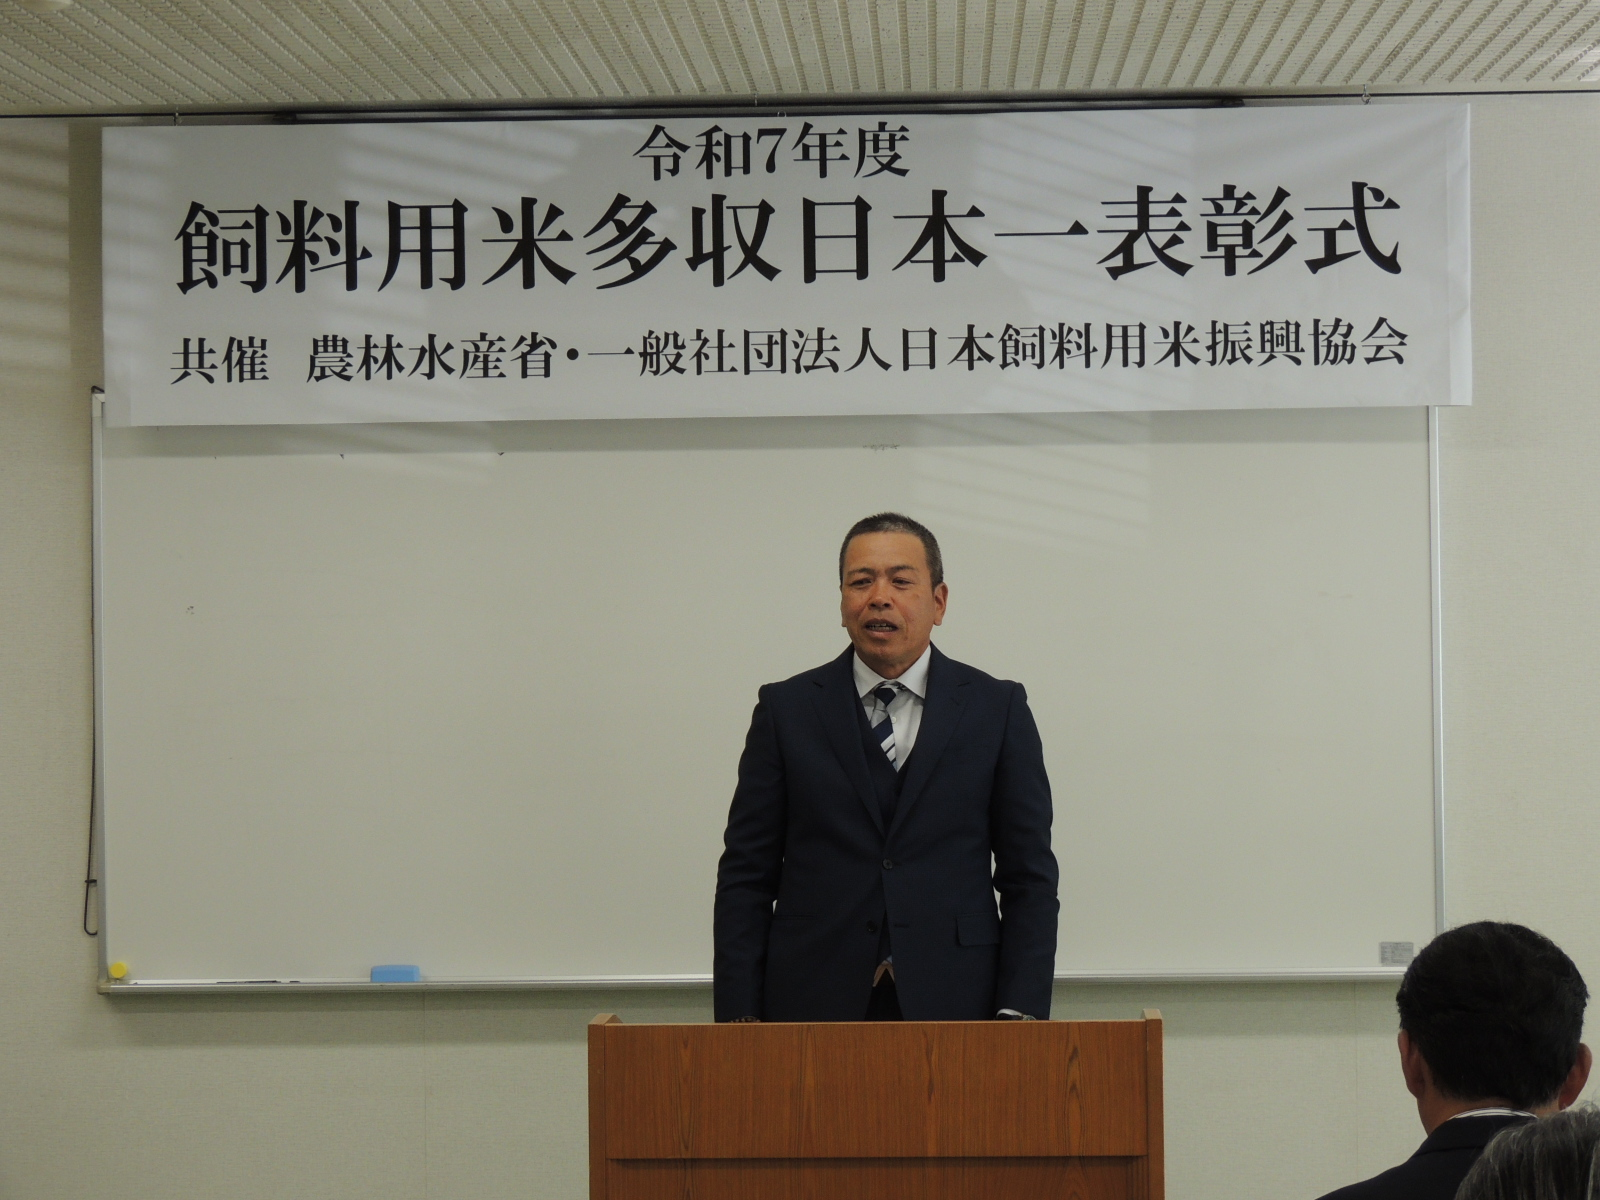 令和7年度
飼料用米多収日本一表彰式
共催 農林水産省・一般社団法人日本飼料用米振興協会